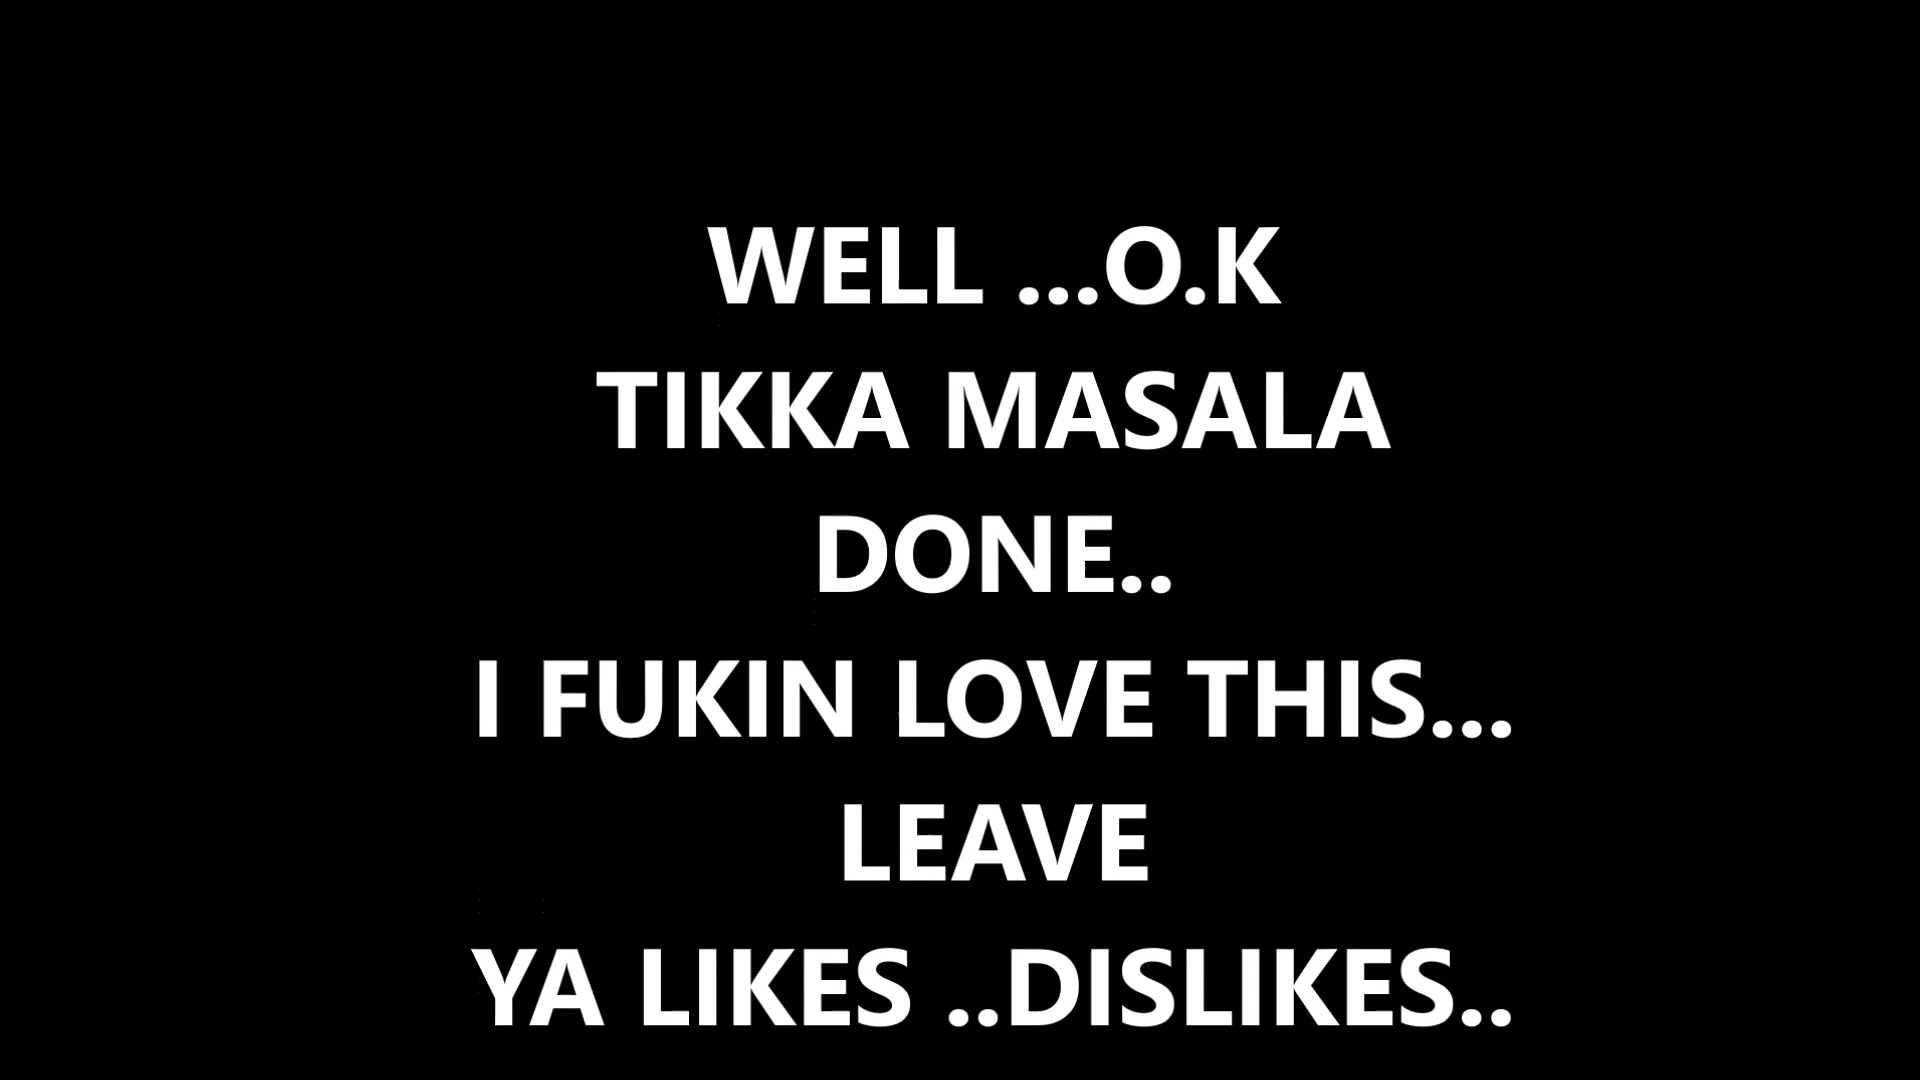 WELL ...O.K
TIKKA MASALA
DONE..
I FUKIN LOVE THIS...
LEAVE
YA LIKES ..DISLIKES..